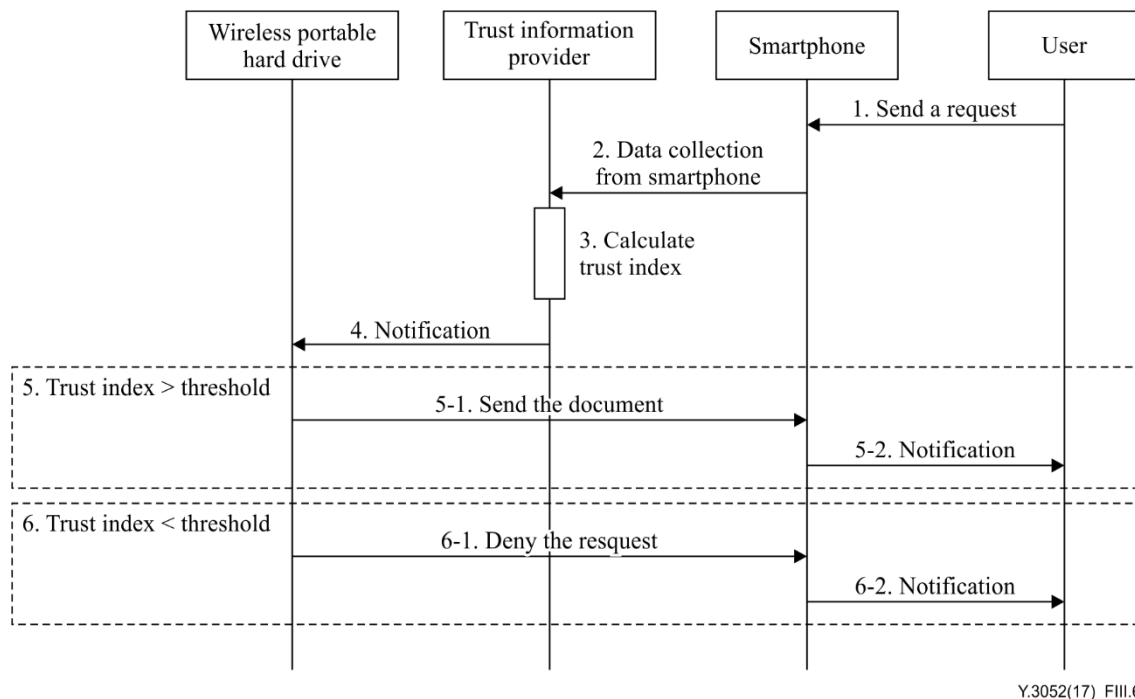 Wireless portable
hard drive
Trust information
provider
Smartphone
User
1. Send a request
2. Data collection
from smartphone
3. Calculate
trust index
4. Notification
5. Trust index > threshold
5-1. Send the document
5-2. Notification
6. Trust index < threshold
6-1. Deny the resquest
6-2. Notification
Y.3052(17)_FIII.